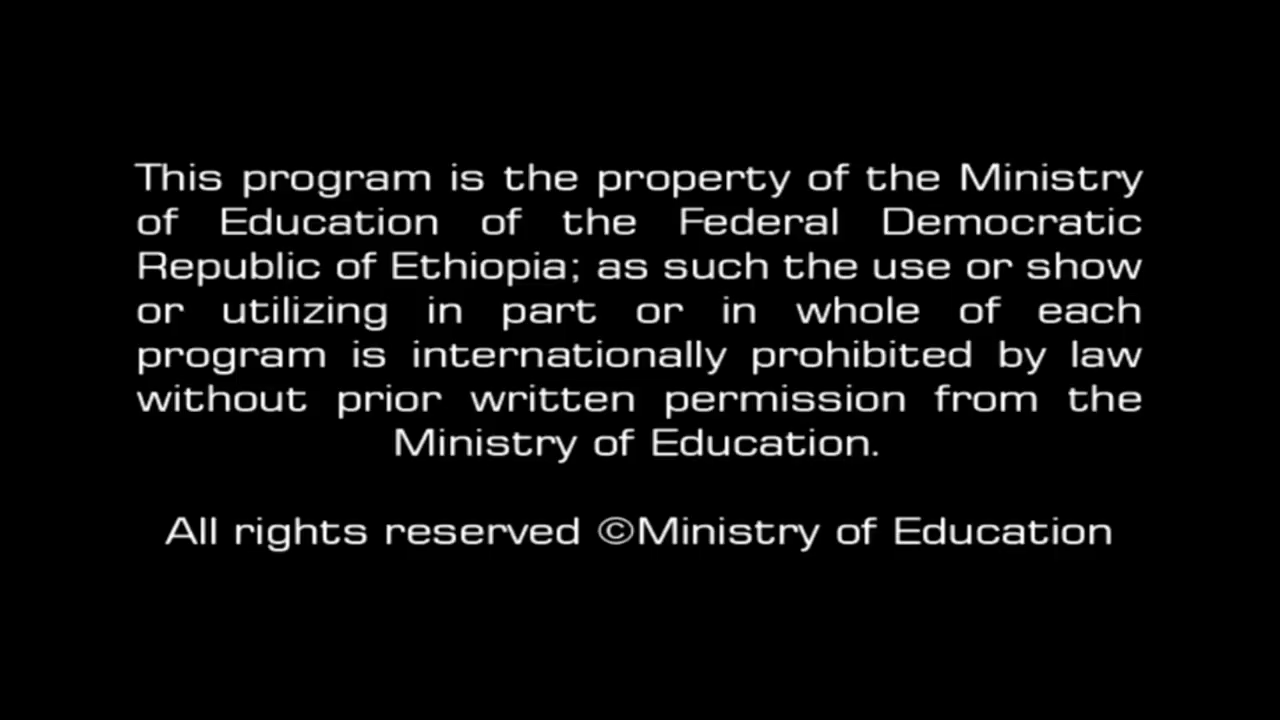 This program is the property of the Ministry
of Education of the Federal Democratic
Republic of Ethiopia; as such the use or show
or utilizing in part or in whole of each
program is internationally prohibited by law
without prior written permission from the
Ministry of Education.
All rights reserved ©Ministry of Education